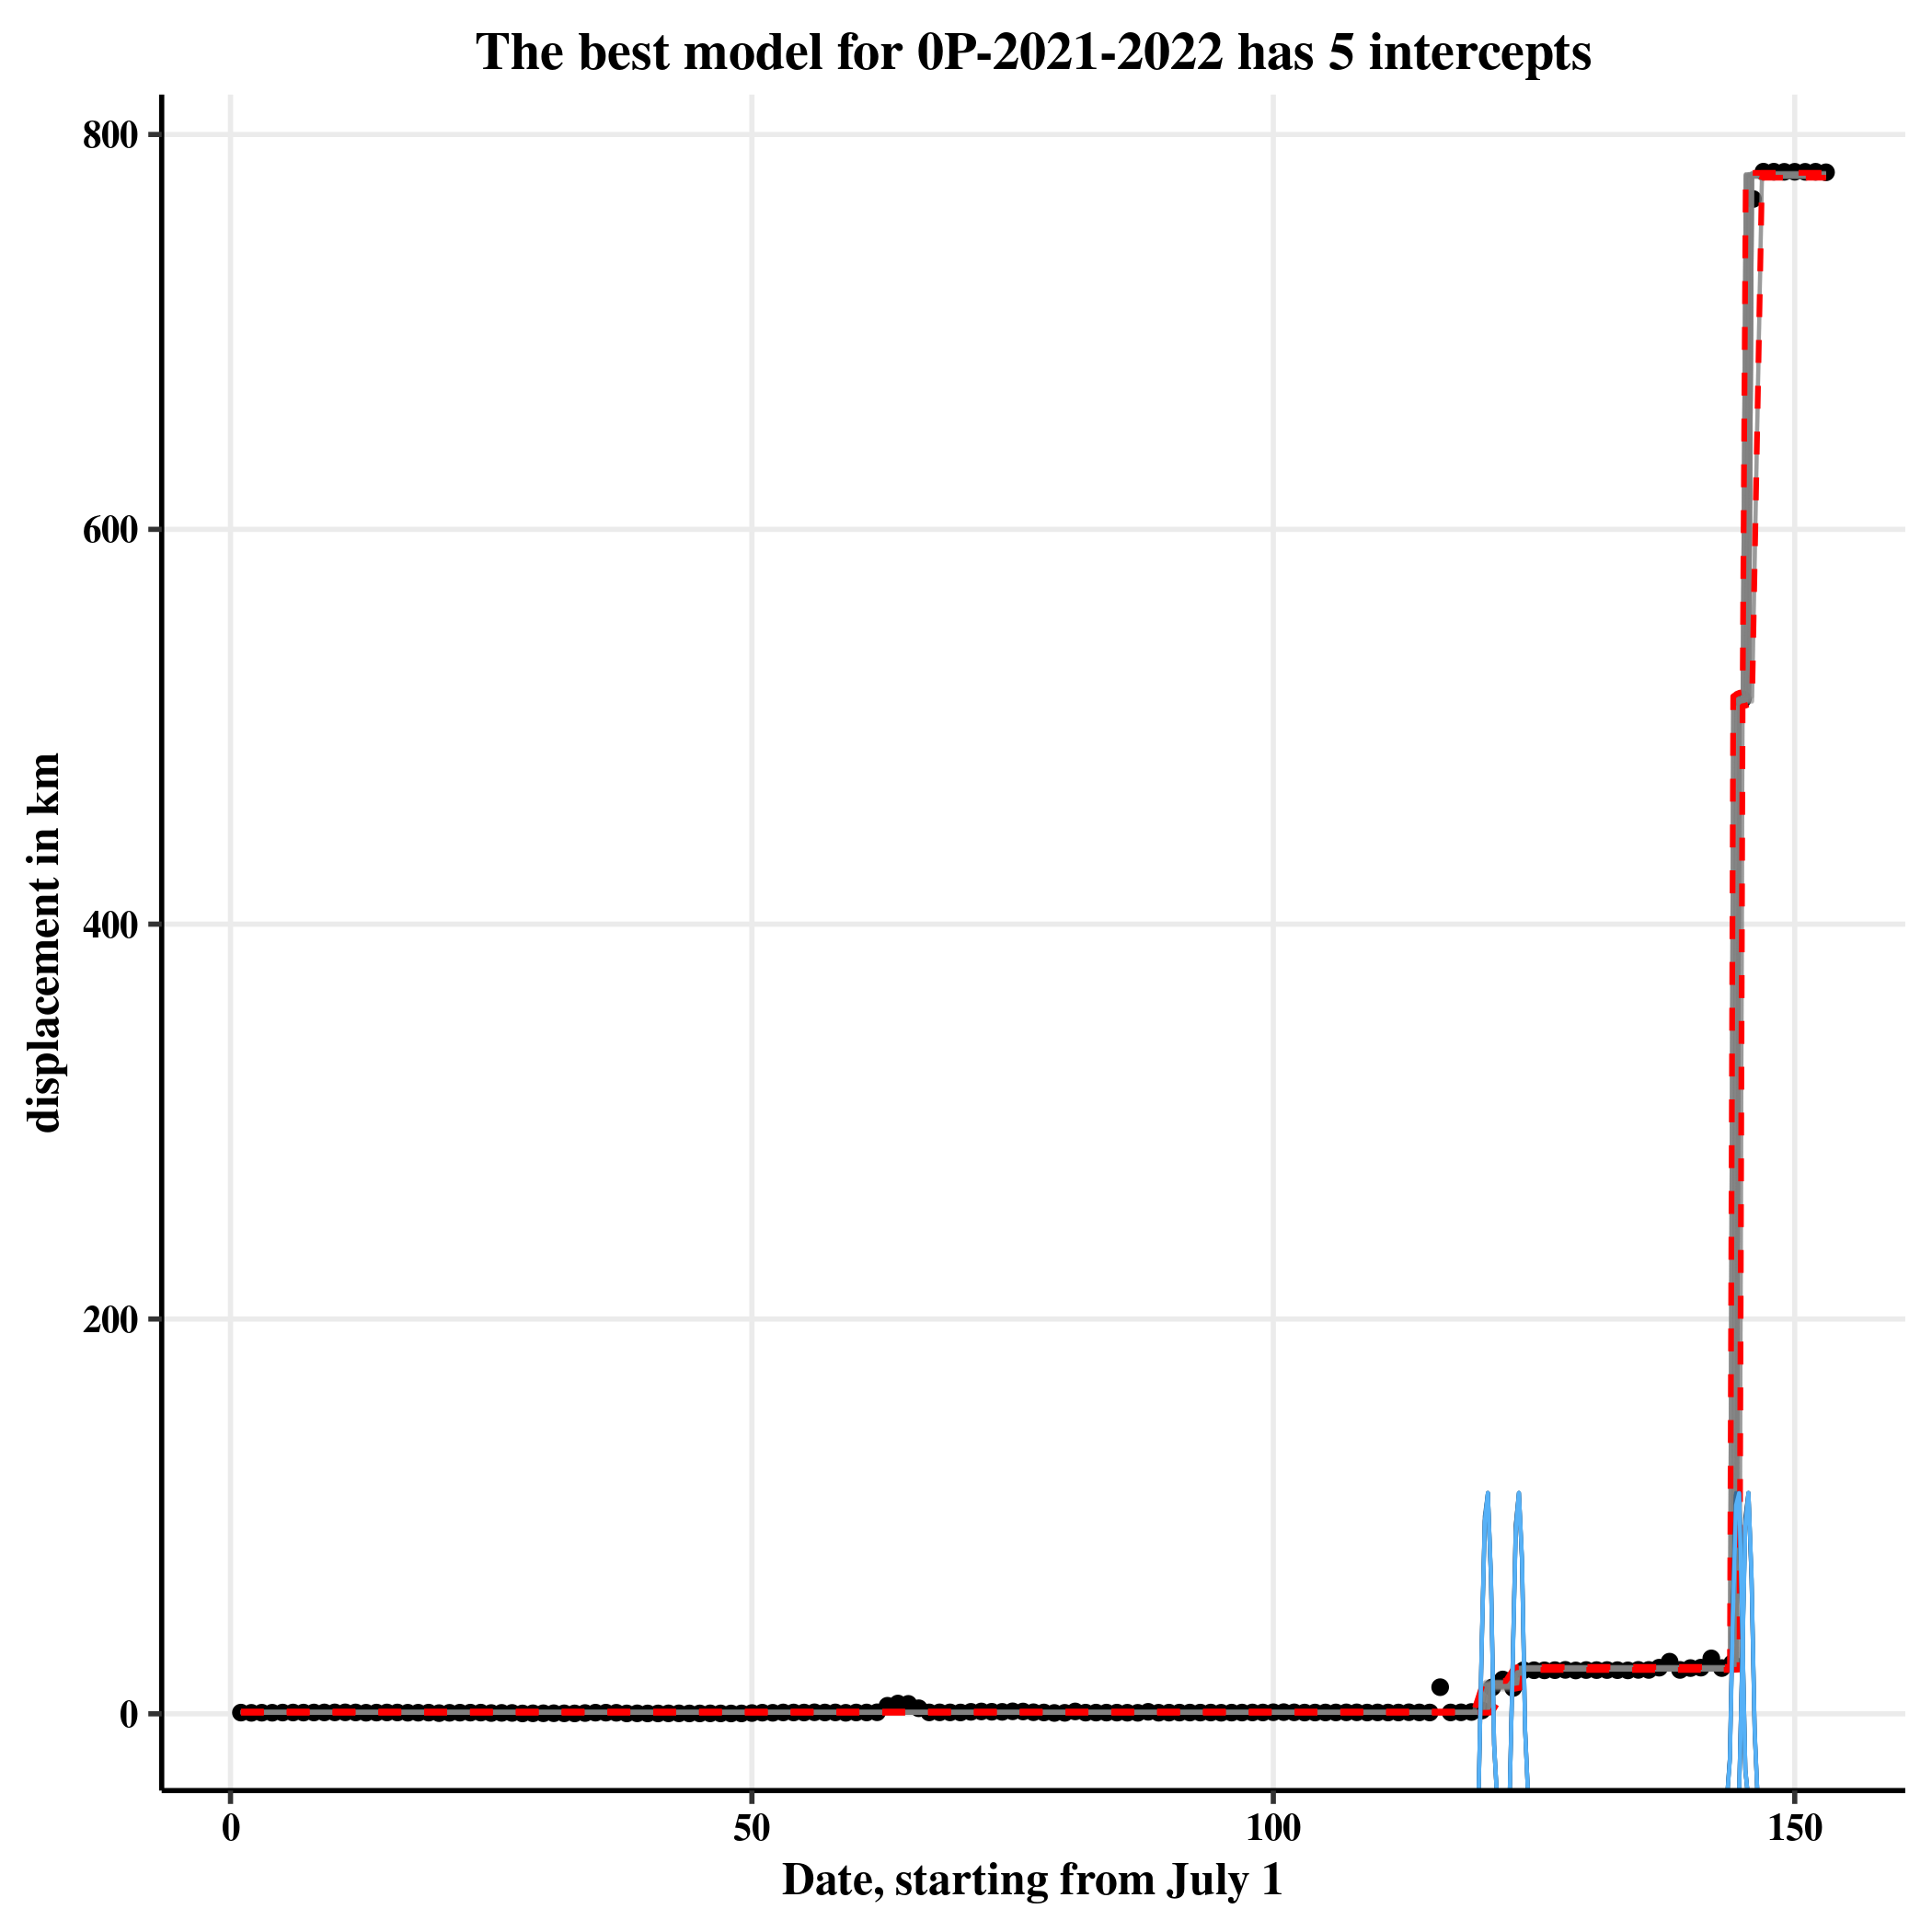 The best model for 0P-2021-2022 has 5 intercepts
800
600
400
200
0
displacement in km
0 50 100 150
Date, starting from July 1